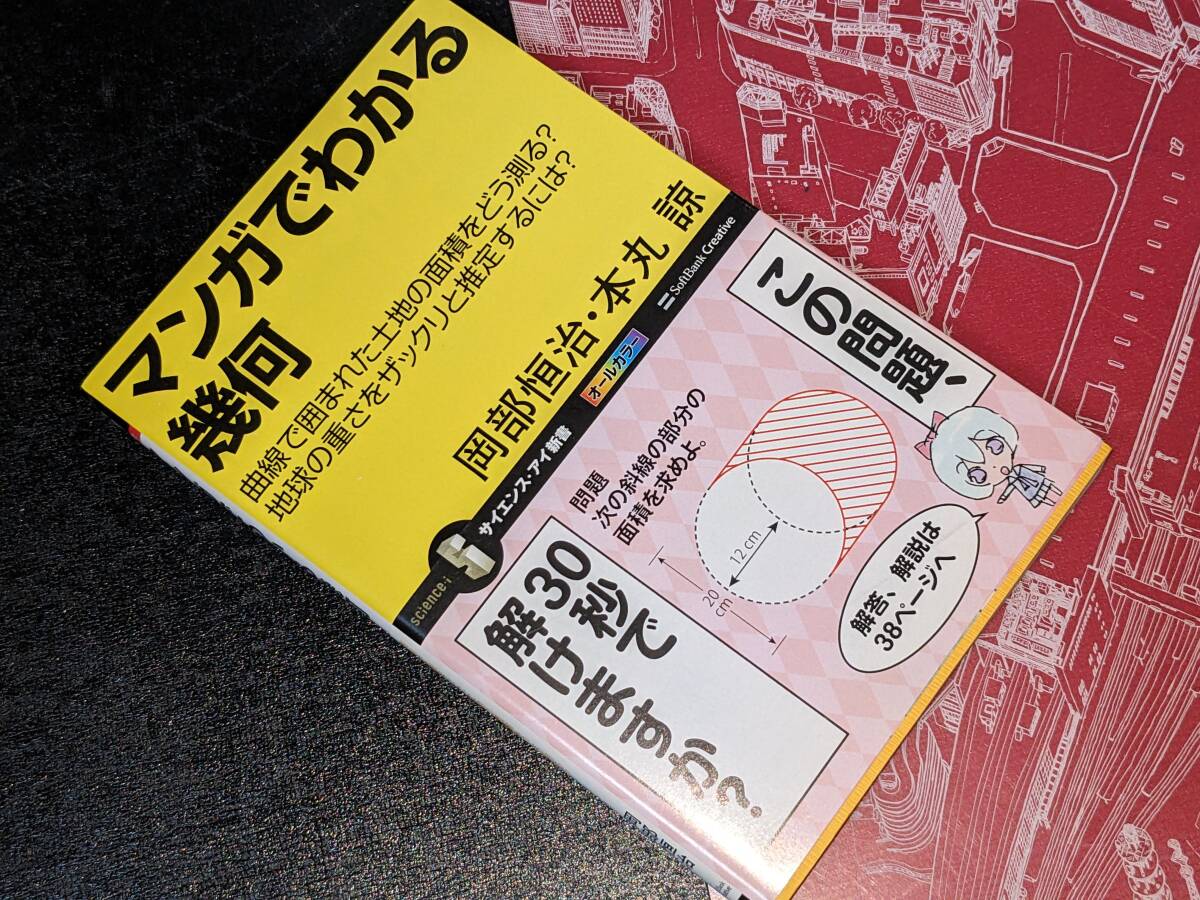 マンガでわかる
幾何
曲線で囲まれた土地の面積をどう測る?
地球の重さをザックリと推定するには?
岡部恒治・本丸 諒
science·i
サイエンス・アイ新書
オールカラー
SoftBank Creative
この問題、
問題
次の斜線の部分の
面積を求めよ。
12 cm
20
cm
解答、解説は
38ページへ
30秒で
解けますか?